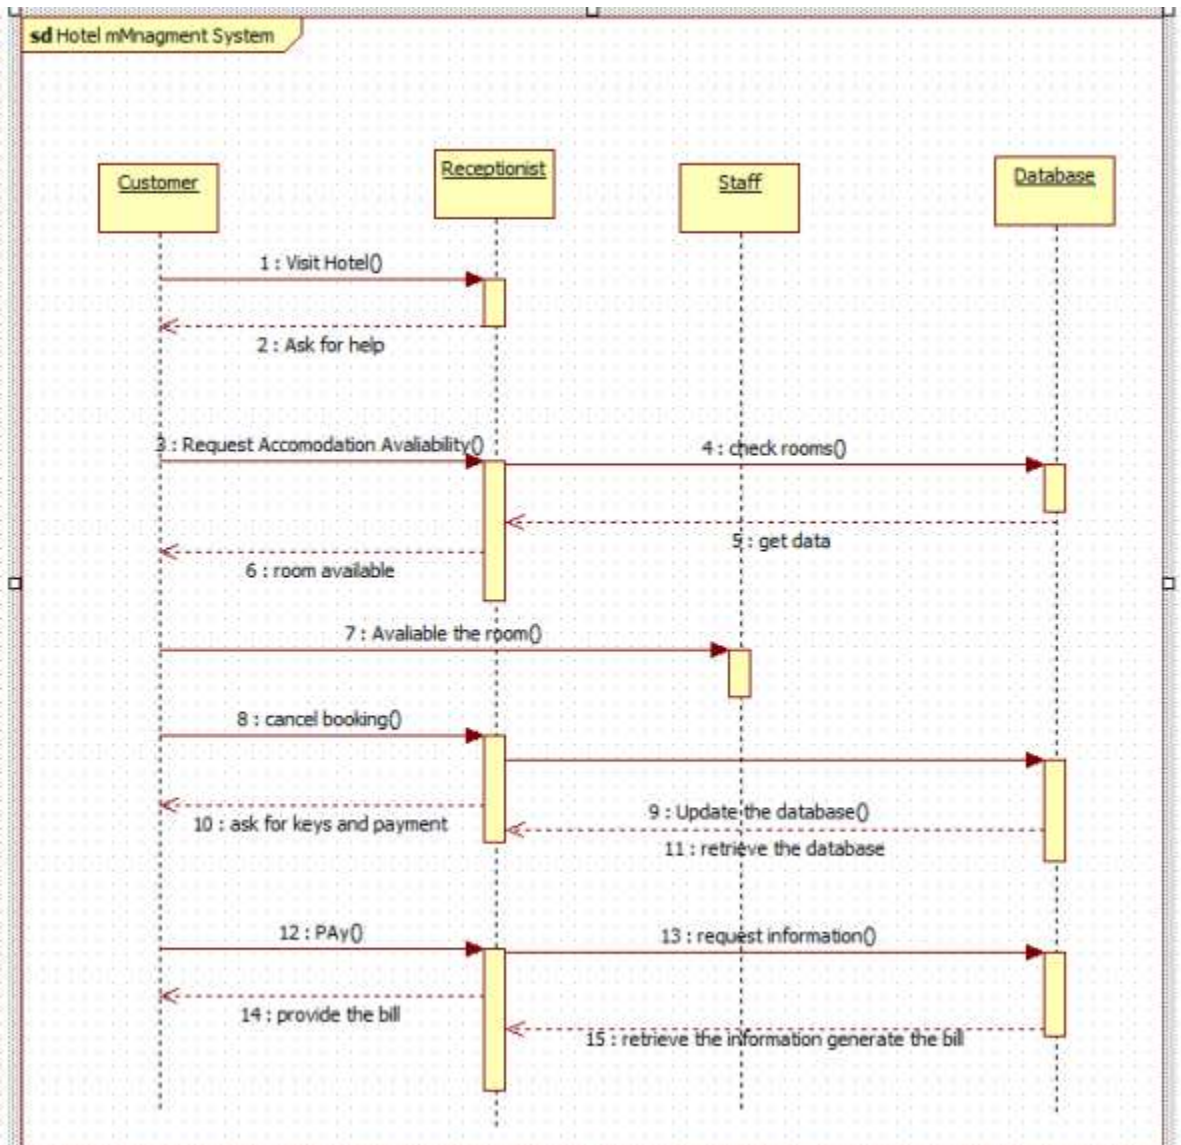 sd Hotel mMnagment System
Customer
Receptionist
Staff
Database
1 : Visit Hotel()
2 : Ask for help
3 : Request Accomodation Avaliability()
4 : check rooms()
5 : get data
6 : room available
7 : Avaliable the room()
8 : cancel booking()
9 : Update the database()
10 : ask for keys and payment
11 : retrieve the database
12 : PAy()
13 : request information()
14 : provide the bill
15 : retrieve the information generate the bill